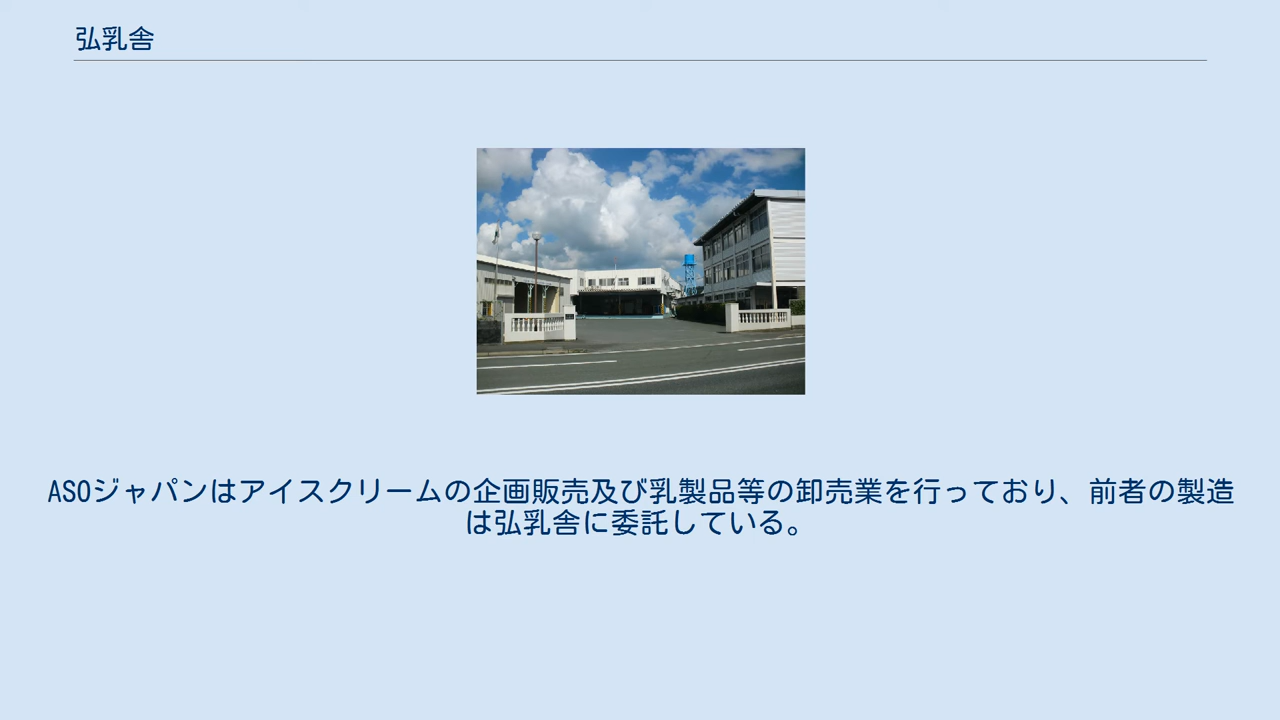 弘乳舎
ASOジャパンはアイスクリームの企画販売及び乳製品等の卸売業を行っており、前者の製造
は弘乳舎に委託している。